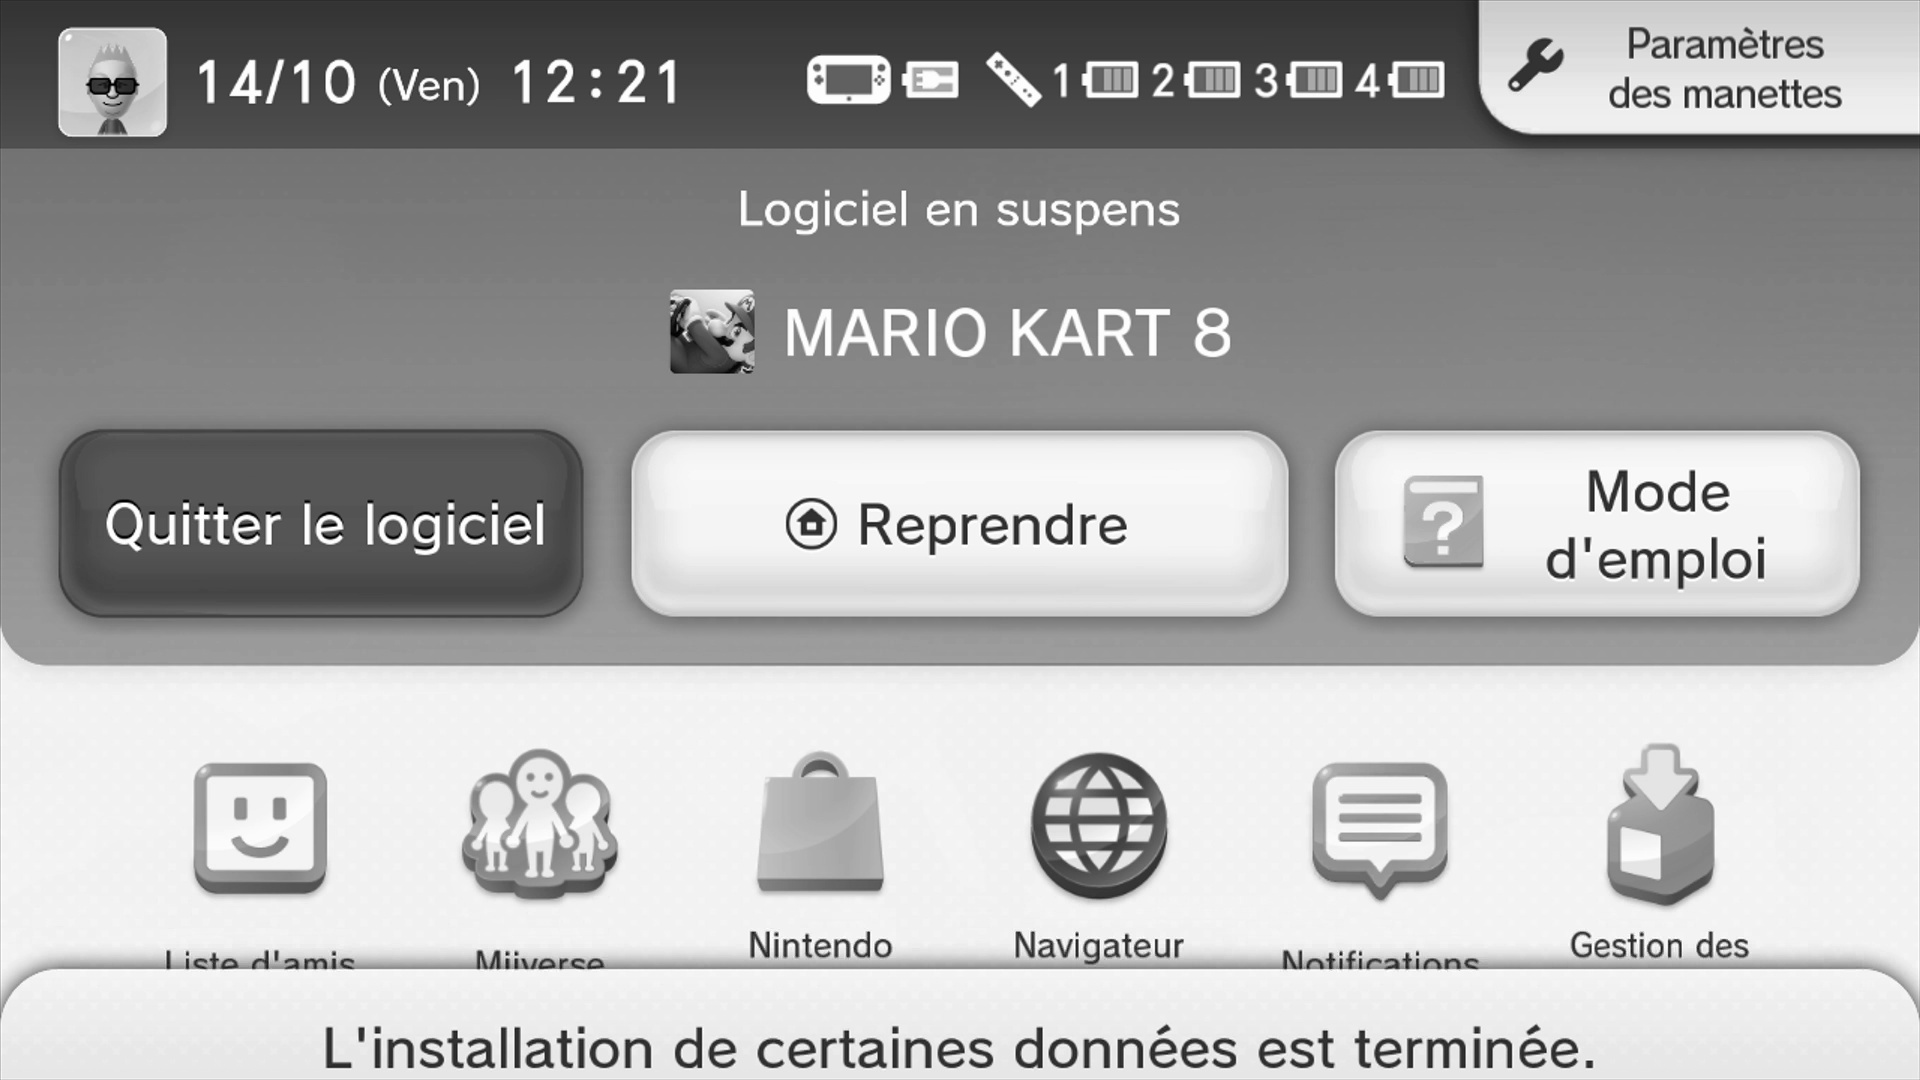 14/10 (Ven) 12:21
1 2 3 4
Paramètres
des manettes
Logiciel en suspens
MARIO KART 8
Quitter le logiciel
Reprendre
Mode
d'emploi
?
Liste d'amis
Miiverse
Nintendo
Navigateur
Notifications
Gestion des
L'installation de certaines données est terminée.